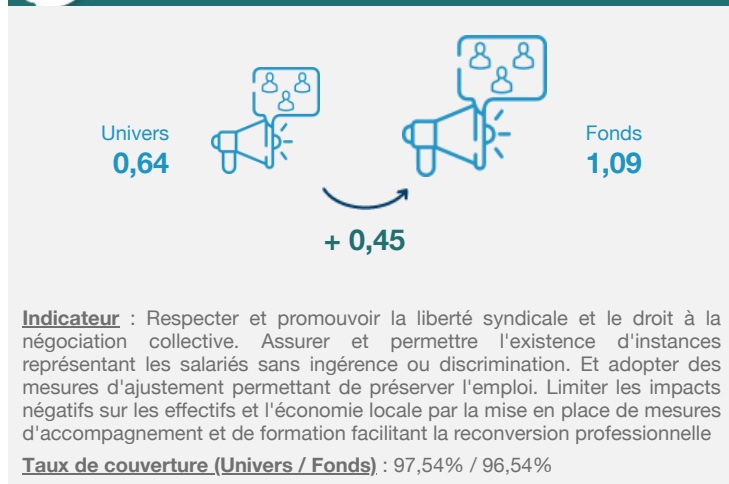 Univers
0,64
Fonds
1,09
+ 0,45
Indicateur : Respecter et promouvoir la liberté syndicale et le droit à la
négociation collective. Assurer et permettre l'existence d'instances
représentant les salariés sans ingérence ou discrimination. Et adopter des
mesures d'ajustement permettant de préserver l'emploi. Limiter les impacts
négatifs sur les effectifs et l'économie locale par la mise en place de mesures
d'accompagnement et de formation facilitant la reconversion professionnelle
Taux de couverture (Univers / Fonds) : 97,54% / 96,54%